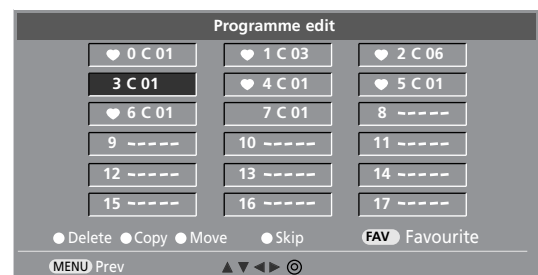 Programme edit
0 C 01 1 C 03 2 C 06
3 C 01 4 C 01 5 C 01
6 C 01 7 C 01 8 -----
9 ----- 10 ----- 11 -----
12 ----- 13 ----- 14 -----
15 ----- 16 ----- 17 -----
Delete Copy Move Skip FAV Favourite
MENU Prev